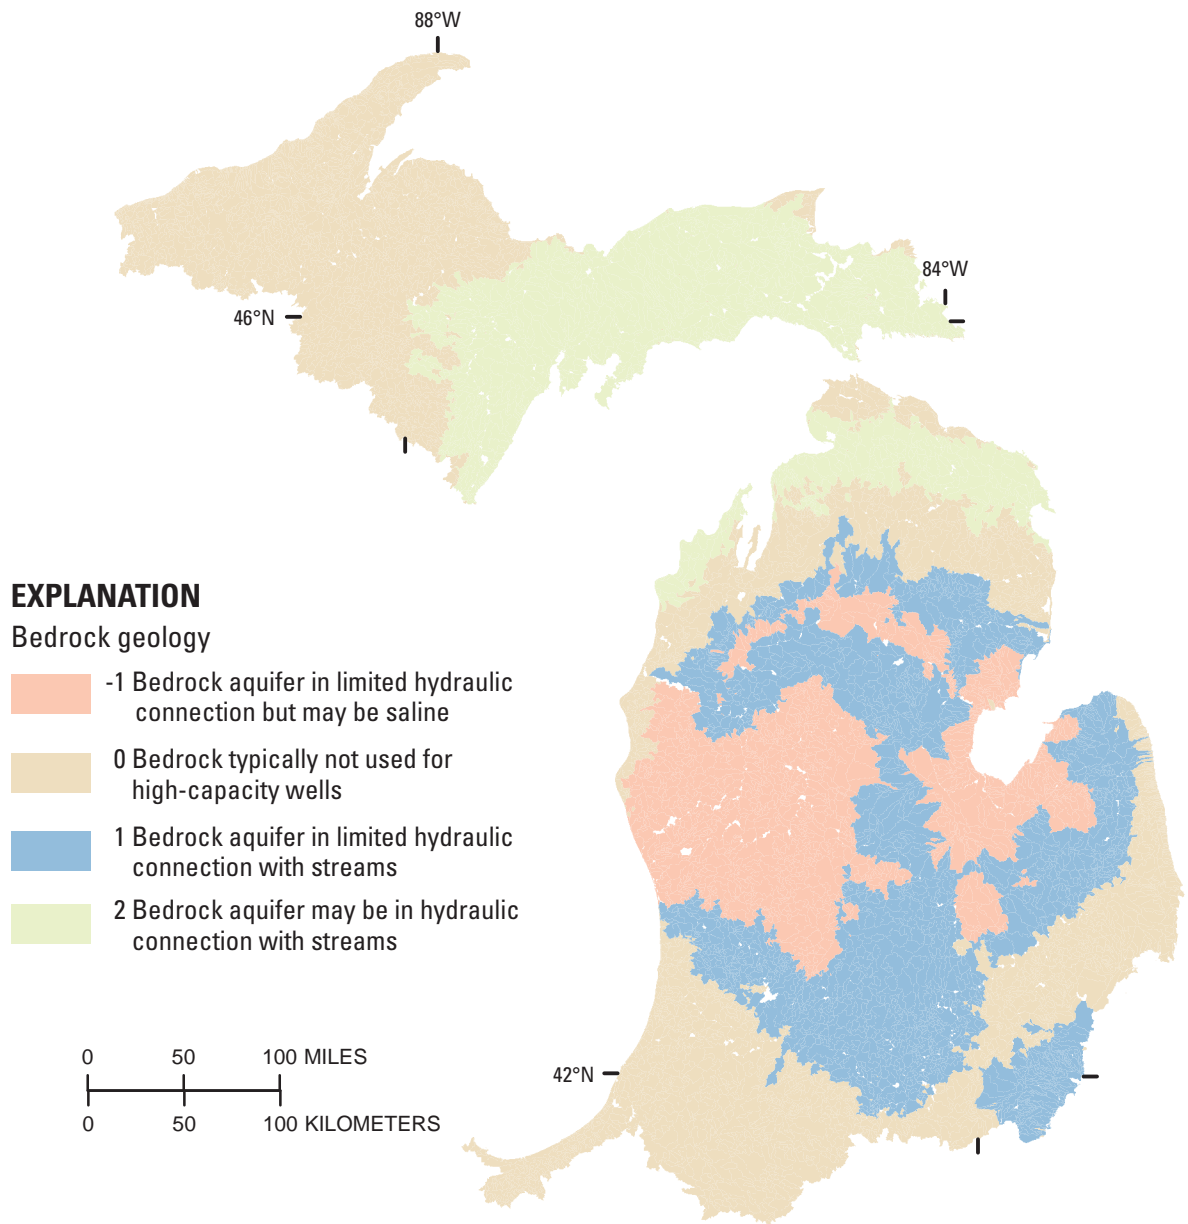 88°W
84°W
46°N
EXPLANATION
Bedrock geology
-1 Bedrock aquifer in limited hydraulic
connection but may be saline
0 Bedrock typically not used for
high-capacity wells
1 Bedrock aquifer in limited hydraulic
connection with streams
2 Bedrock aquifer may be in hydraulic
connection with streams
0 50 100 MILES
0 50 100 KILOMETERS
42°N